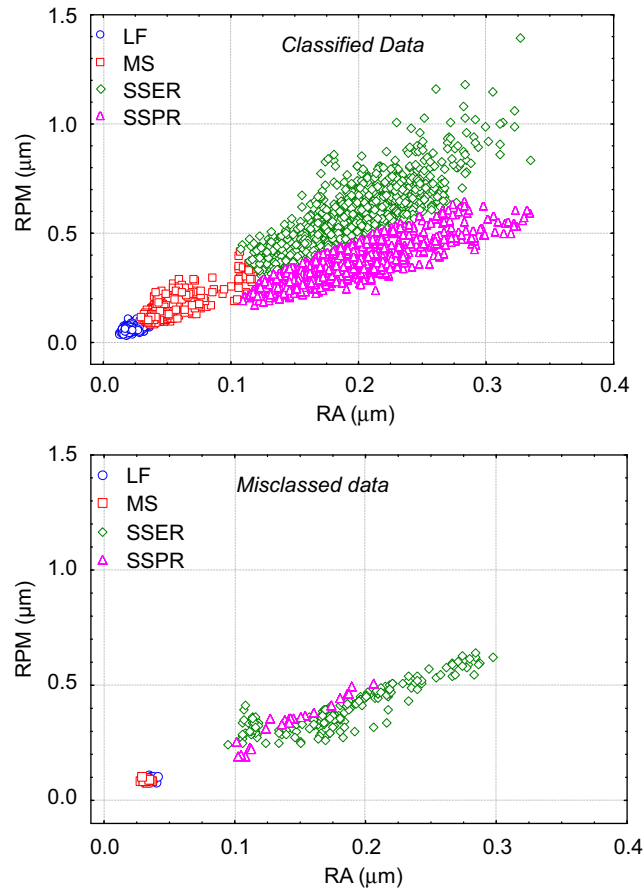 1.5
LF
MS
SSER
SSPR
Classified Data
1.0
0.5
0.0
RPM (µm)
0.0 0.1 0.2 0.3 0.4
RA (µm)
1.5
LF
MS
SSER
SSPR
Misclassed data
1.0
0.5
0.0
RPM (µm)
0.0 0.1 0.2 0.3 0.4
RA (µm)